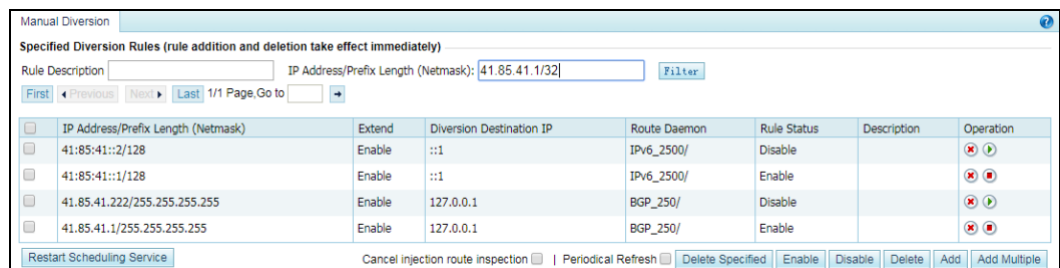 Manual Diversion
Specified Diversion Rules (rule addition and deletion take effect immediately)
Rule Description IP Address/Prefix Length (Netmask): 41.85.41.1/32 Filter
First Previous Next Last 1/1 Page,Go to
IP Address/Prefix Length (Netmask) Extend Diversion Destination IP Route Daemon Rule Status Description Operation
41:85:41::2/128 Enable ::1 IPv6_2500/ Disable
41:85:41::1/128 Enable ::1 IPv6_2500/ Enable
41.85.41.222/255.255.255.255 Enable 127.0.0.1 BGP_250/ Disable
41.85.41.1/255.255.255.255 Enable 127.0.0.1 BGP_250/ Enable
Restart Scheduling Service Cancel injection route inspection | Periodical Refresh Delete Specified Enable Disable Delete Add Add Multiple